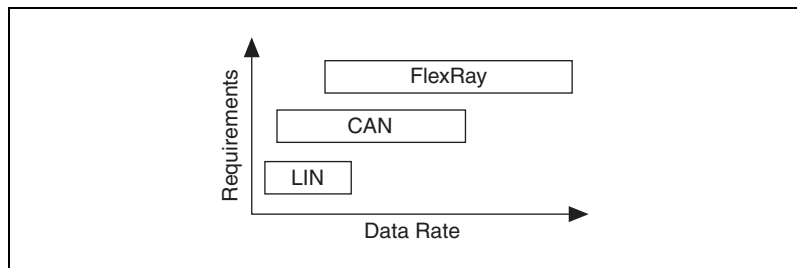 Requirements
FlexRay
CAN
LIN
Data Rate